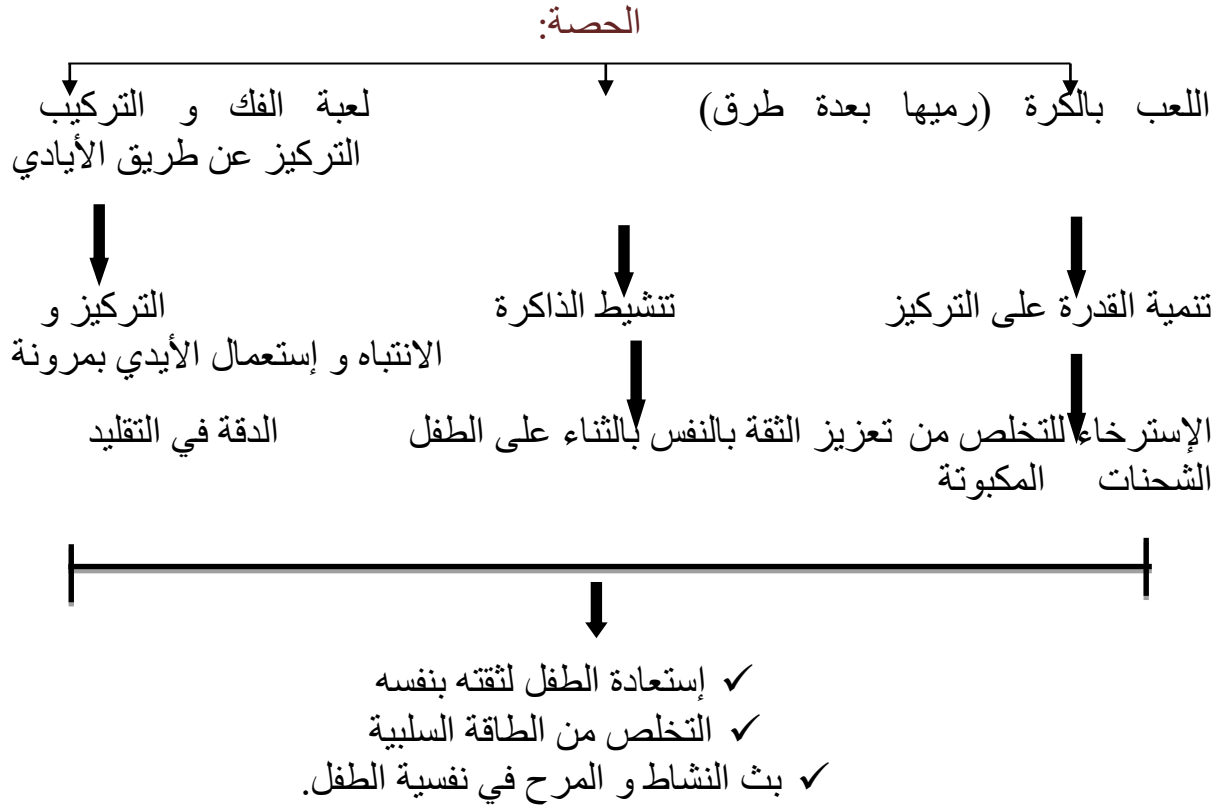 الحصة:
اللعب بالكرة (رميها بعدة طرق) لعبة الفك و التركيب
التركيز عن طريق الأيادي
تنمية القدرة على التركيز تنشيط الذاكرة التركيز و
الانتباه و إستعمال الأيدي بمرونة
الإسترخاء للتخلص من تعزيز الثقة بالنفس بالثناء على الطفل الدقة في التقليد
الشحنات المكبوتة
✓ إستعادة الطفل لثقته بنفسه
✓ التخلص من الطاقة السلبية
✓ بث النشاط و المرح في نفسية الطفل.